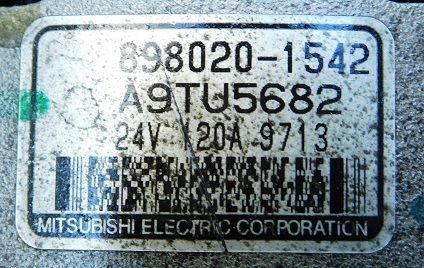 898020-1542
A9TU5682
24V 120A 9713
MITSUBISHI ELECTRIC CORPORATION